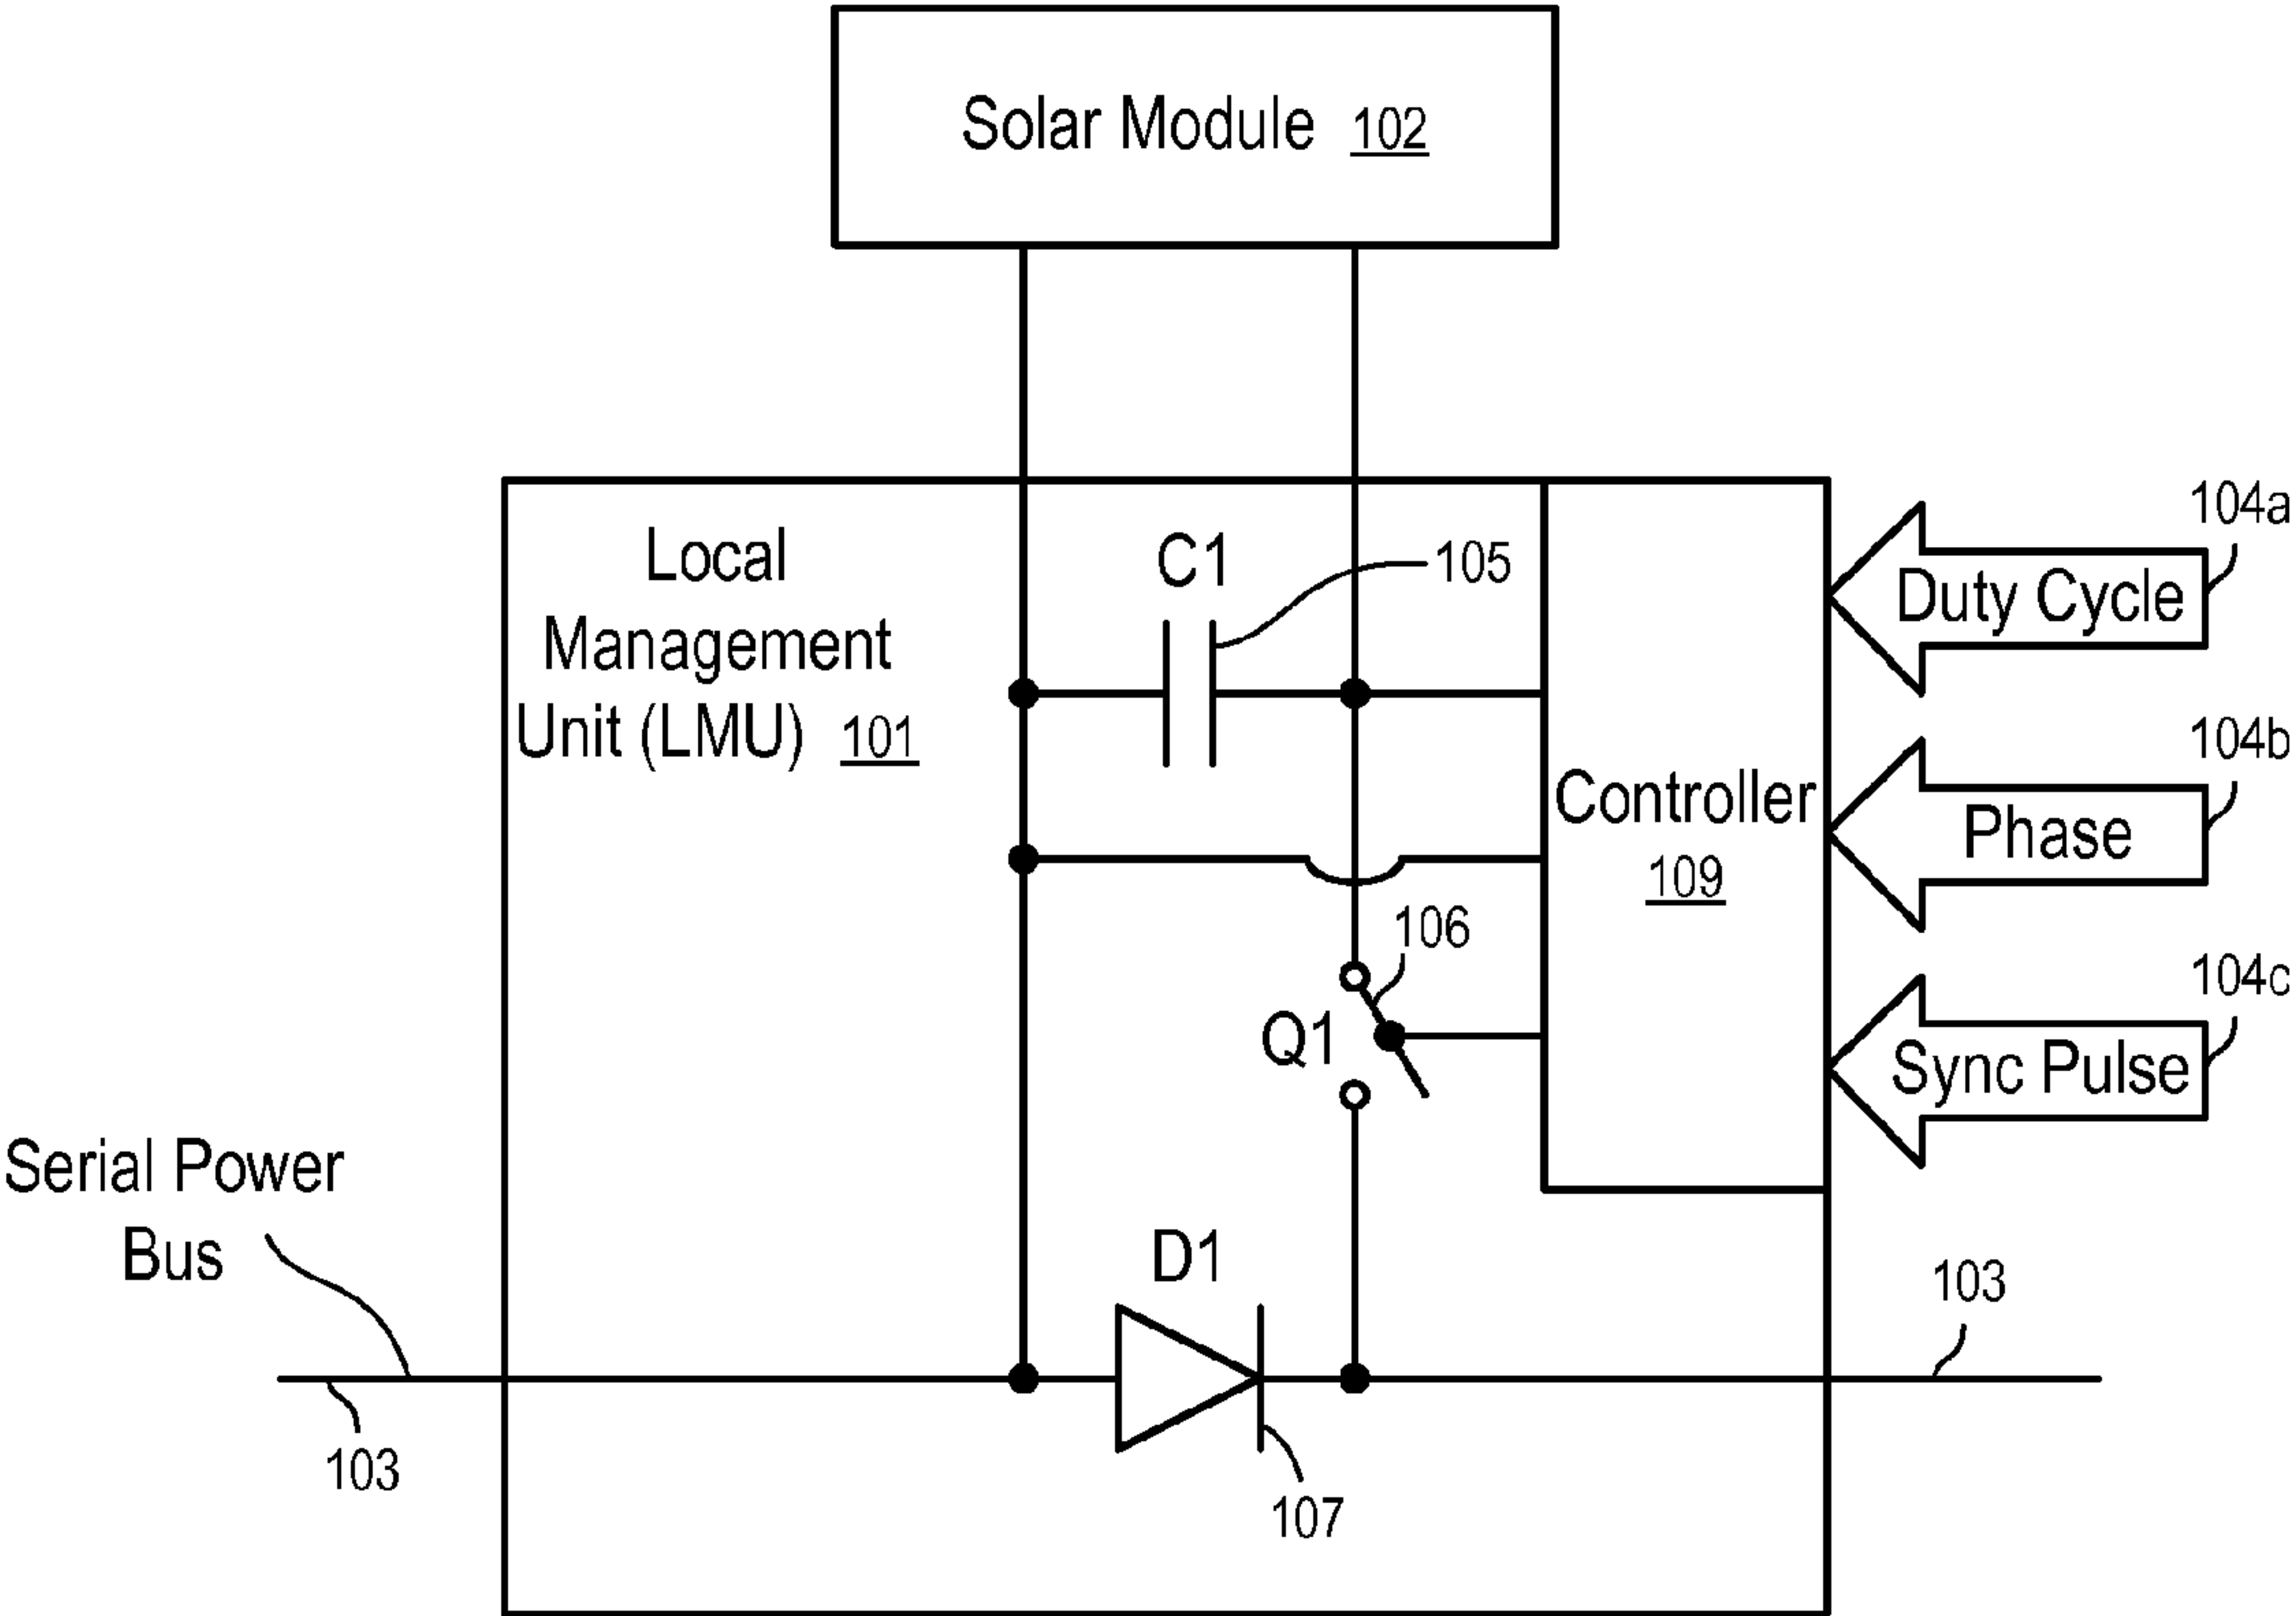 Solar Module 102
Local
Management
Unit (LMU) 101
C1
105
Controller
109
Duty Cycle
104a
Phase
104b
Sync Pulse
104c
106
Q1
Serial Power
Bus
103
D1
107
103